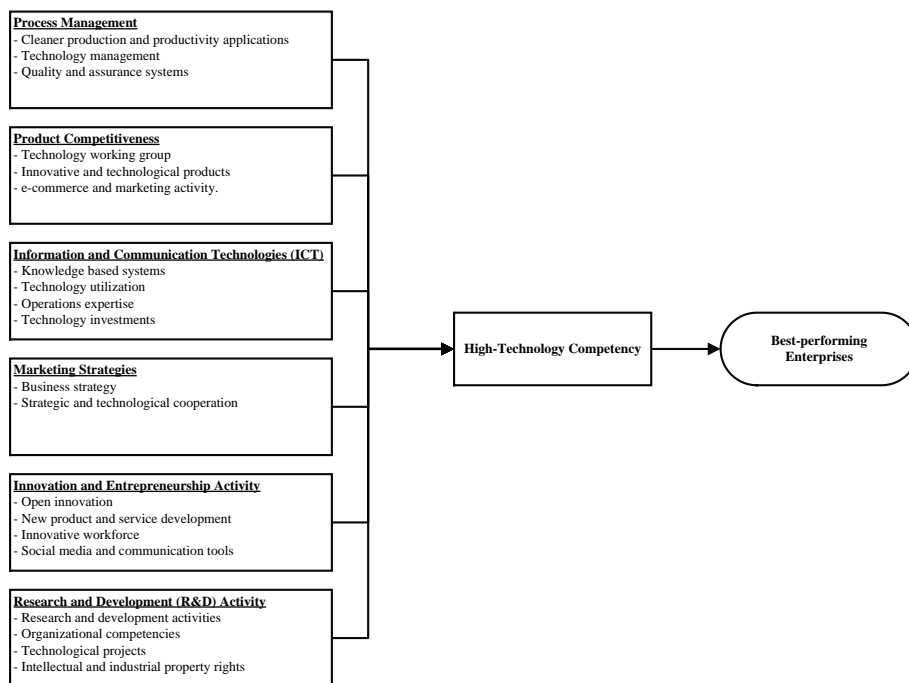 Process Management
- Cleaner production and productivity applications
- Technology management
- Quality and assurance systems
Product Competitiveness
- Technology working group
- Innovative and technological products
- e-commerce and marketing activity.
Information and Communication Technologies (ICT)
- Knowledge based systems
- Technology utilization
- Operations expertise
- Technology investments
Marketing Strategies
- Business strategy
- Strategic and technological cooperation
Innovation and Entrepreneurship Activity
- Open innovation
- New product and service development
- Innovative workforce
- Social media and communication tools
Research and Development (R&D) Activity
- Research and development activities
- Organizational competencies
- Technological projects
- Intellectual and industrial property rights
High-Technology Competency
Best-performing
Enterprises